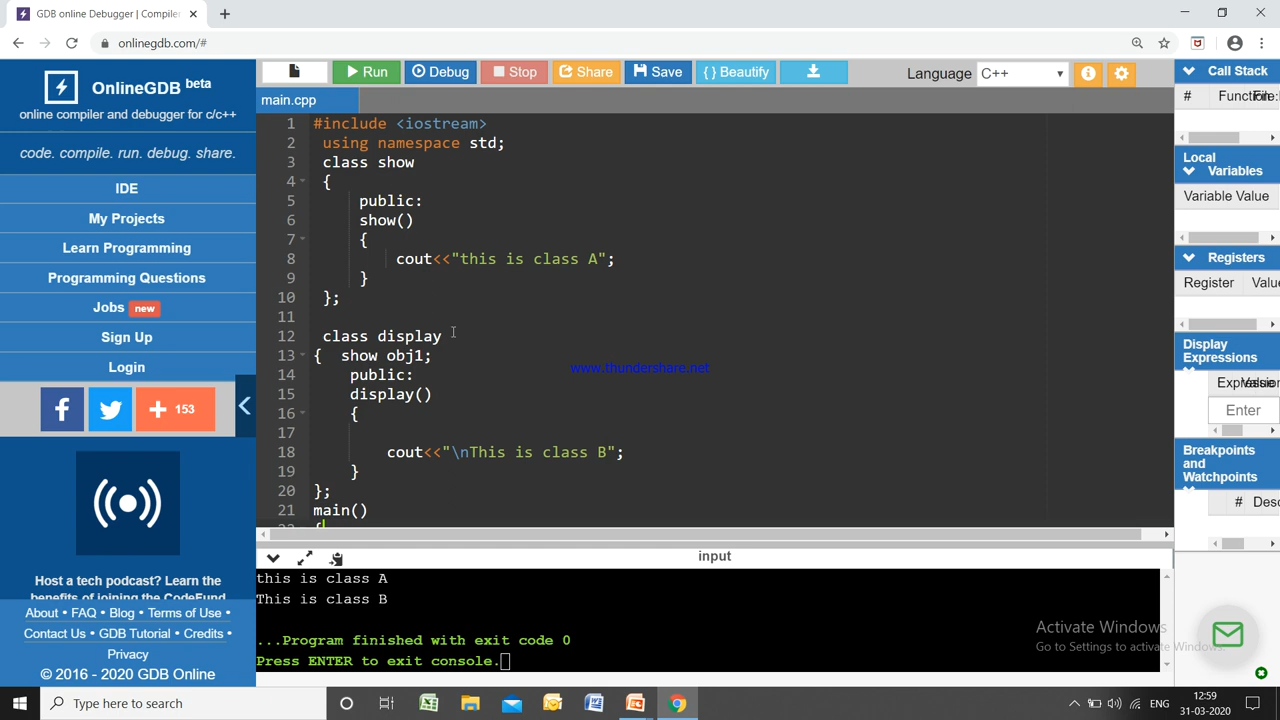 GDB online Debugger | Compiler
onlinegdb.com/#
OnlineGDB beta
online compiler and debugger for c/c++
code. compile. run. debug. share.
IDE
My Projects
Learn Programming
Programming Questions
Jobs new
Sign Up
Login
f + 153
Host a tech podcast? Learn the
benefits of joining the CodeFund
About • FAQ • Blog • Terms of Use •
Contact Us • GDB Tutorial • Credits •
Privacy
© 2016 - 2020 GDB Online
Run Debug Stop Share Save { } Beautify
Language C++
main.cpp
1 #include <iostream>
2 using namespace std;
3 class show
4 {
5 public:
6 show()
7 {
8 cout<<"this is class A";
9 }
10 };
11
12 class display
13 { show obj1;
14 public:
15 display()
16 {
17
18 cout<<"\nThis is class B";
19 }
20 };
21 main()
22 {
www.thundershare.net
input
this is class A
This is class B
...Program finished with exit code 0
Press ENTER to exit console.
Call Stack
# Function File:
Local
Variables
Variable Value
Registers
Register Value
Display
Expressions
Expression Value
Enter
Breakpoints
and
Watchpoints
# Desc
Activate Windows
Go to Settings to activate Windows.
Type here to search
ENG
12:59
31-03-2020